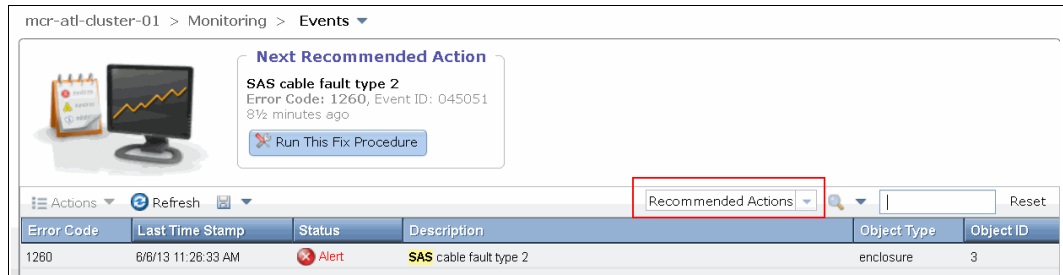 mcr-atl-cluster-01 > Monitoring > Events
Next Recommended Action
SAS cable fault type 2
Error Code: 1260, Event ID: 045051
8½ minutes ago
Run This Fix Procedure
Actions Refresh Recommended Actions Reset
Error Code Last Time Stamp Status Description Object Type Object ID
1260 6/6/13 11:26:33 AM Alert SAS cable fault type 2 enclosure 3